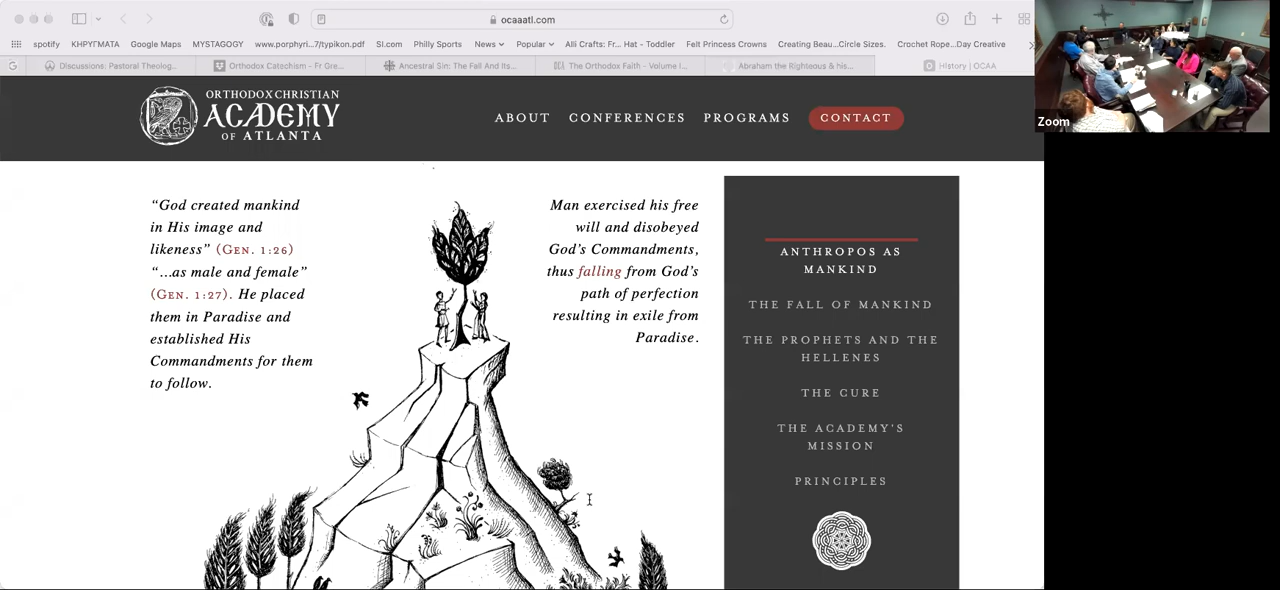 ocaaatl.com
spotify
ΚΗΡΥΓΜΑΤΑ
Google Maps
MYSTAGOGY
www.porphyri...7/typikon.pdf
SI.com
Philly Sports
News
Popular
Alli Crafts: Fr... Hat - Toddler
Felt Princess Crowns
Creating Beau...Circle Sizes.
Crochet Rope...Day Creative
G
Discussions: Pastoral Theolog...
Orthodox Catechism - Fr Gre...
Ancestral Sin: The Fall And Its...
The Orthodox Faith - Volume I...
Abraham the Righteous & his...
History | OCAA
Zoom
ORTHODOX CHRISTIAN
ACADEMY
OF ATLANTA
ABOUT
CONFERENCES
PROGRAMS
CONTACT
“God created mankind
in His image and
likeness” (GEN. 1:26)
“...as male and female”
(GEN. 1:27). He placed
them in Paradise and
established His
Commandments for them
to follow.
Man exercised his free
will and disobeyed
God’s Commandments,
thus falling from God’s
path of perfection
resulting in exile from
Paradise.
ANTHROPOS AS
MANKIND
THE FALL OF MANKIND
THE PROPHETS AND THE
HELLENES
THE CURE
THE ACADEMY'S
MISSION
PRINCIPLES